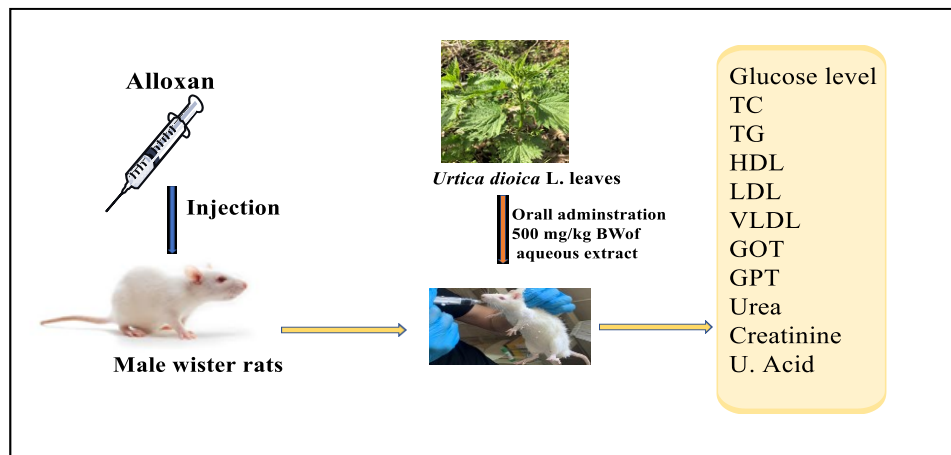 Alloxan
Injection
Male wister rats
Urtica dioica L. leaves
Orall adminstration
500 mg/kg BWof
aqueous extract
Glucose level
TC
TG
HDL
LDL
VLDL
GOT
GPT
Urea
Creatinine
U. Acid